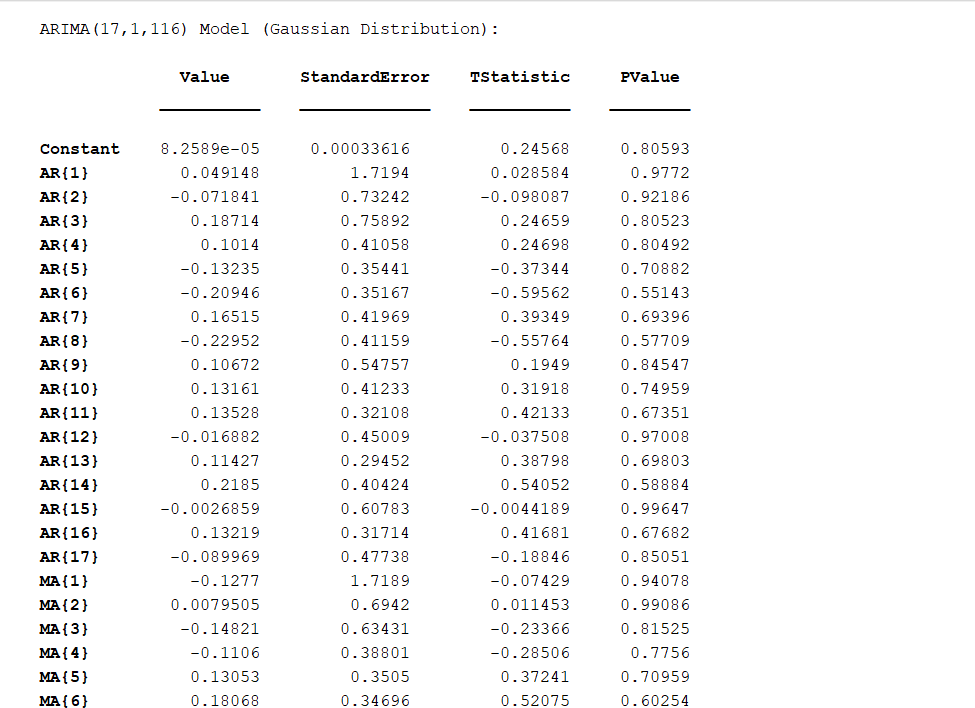 ARIMA(17,1,116) Model (Gaussian Distribution):
Value StandardError TStatistic PValue
Constant 8.2589e-05 0.00033616 0.24568 0.80593
AR{1} 0.049148 1.7194 0.028584 0.9772
AR{2} -0.071841 0.73242 -0.098087 0.92186
AR{3} 0.18714 0.75892 0.24659 0.80523
AR{4} 0.1014 0.41058 0.24698 0.80492
AR{5} -0.13235 0.35441 -0.37344 0.70882
AR{6} -0.20946 0.35167 -0.59562 0.55143
AR{7} 0.16515 0.41969 0.39349 0.69396
AR{8} -0.22952 0.41159 -0.55764 0.57709
AR{9} 0.10672 0.54757 0.1949 0.84547
AR{10} 0.13161 0.41233 0.31918 0.74959
AR{11} 0.13528 0.32108 0.42133 0.67351
AR{12} -0.016882 0.45009 -0.037508 0.97008
AR{13} 0.11427 0.29452 0.38798 0.69803
AR{14} 0.2185 0.40424 0.54052 0.58884
AR{15} -0.0026859 0.60783 -0.0044189 0.99647
AR{16} 0.13219 0.31714 0.41681 0.67682
AR{17} -0.089969 0.47738 -0.18846 0.85051
MA{1} -0.1277 1.7189 -0.07429 0.94078
MA{2} 0.0079505 0.6942 0.011453 0.99086
MA{3} -0.14821 0.63431 -0.23366 0.81525
MA{4} -0.1106 0.38801 -0.28506 0.7756
MA{5} 0.13053 0.3505 0.37241 0.70959
MA{6} 0.18068 0.34696 0.52075 0.60254